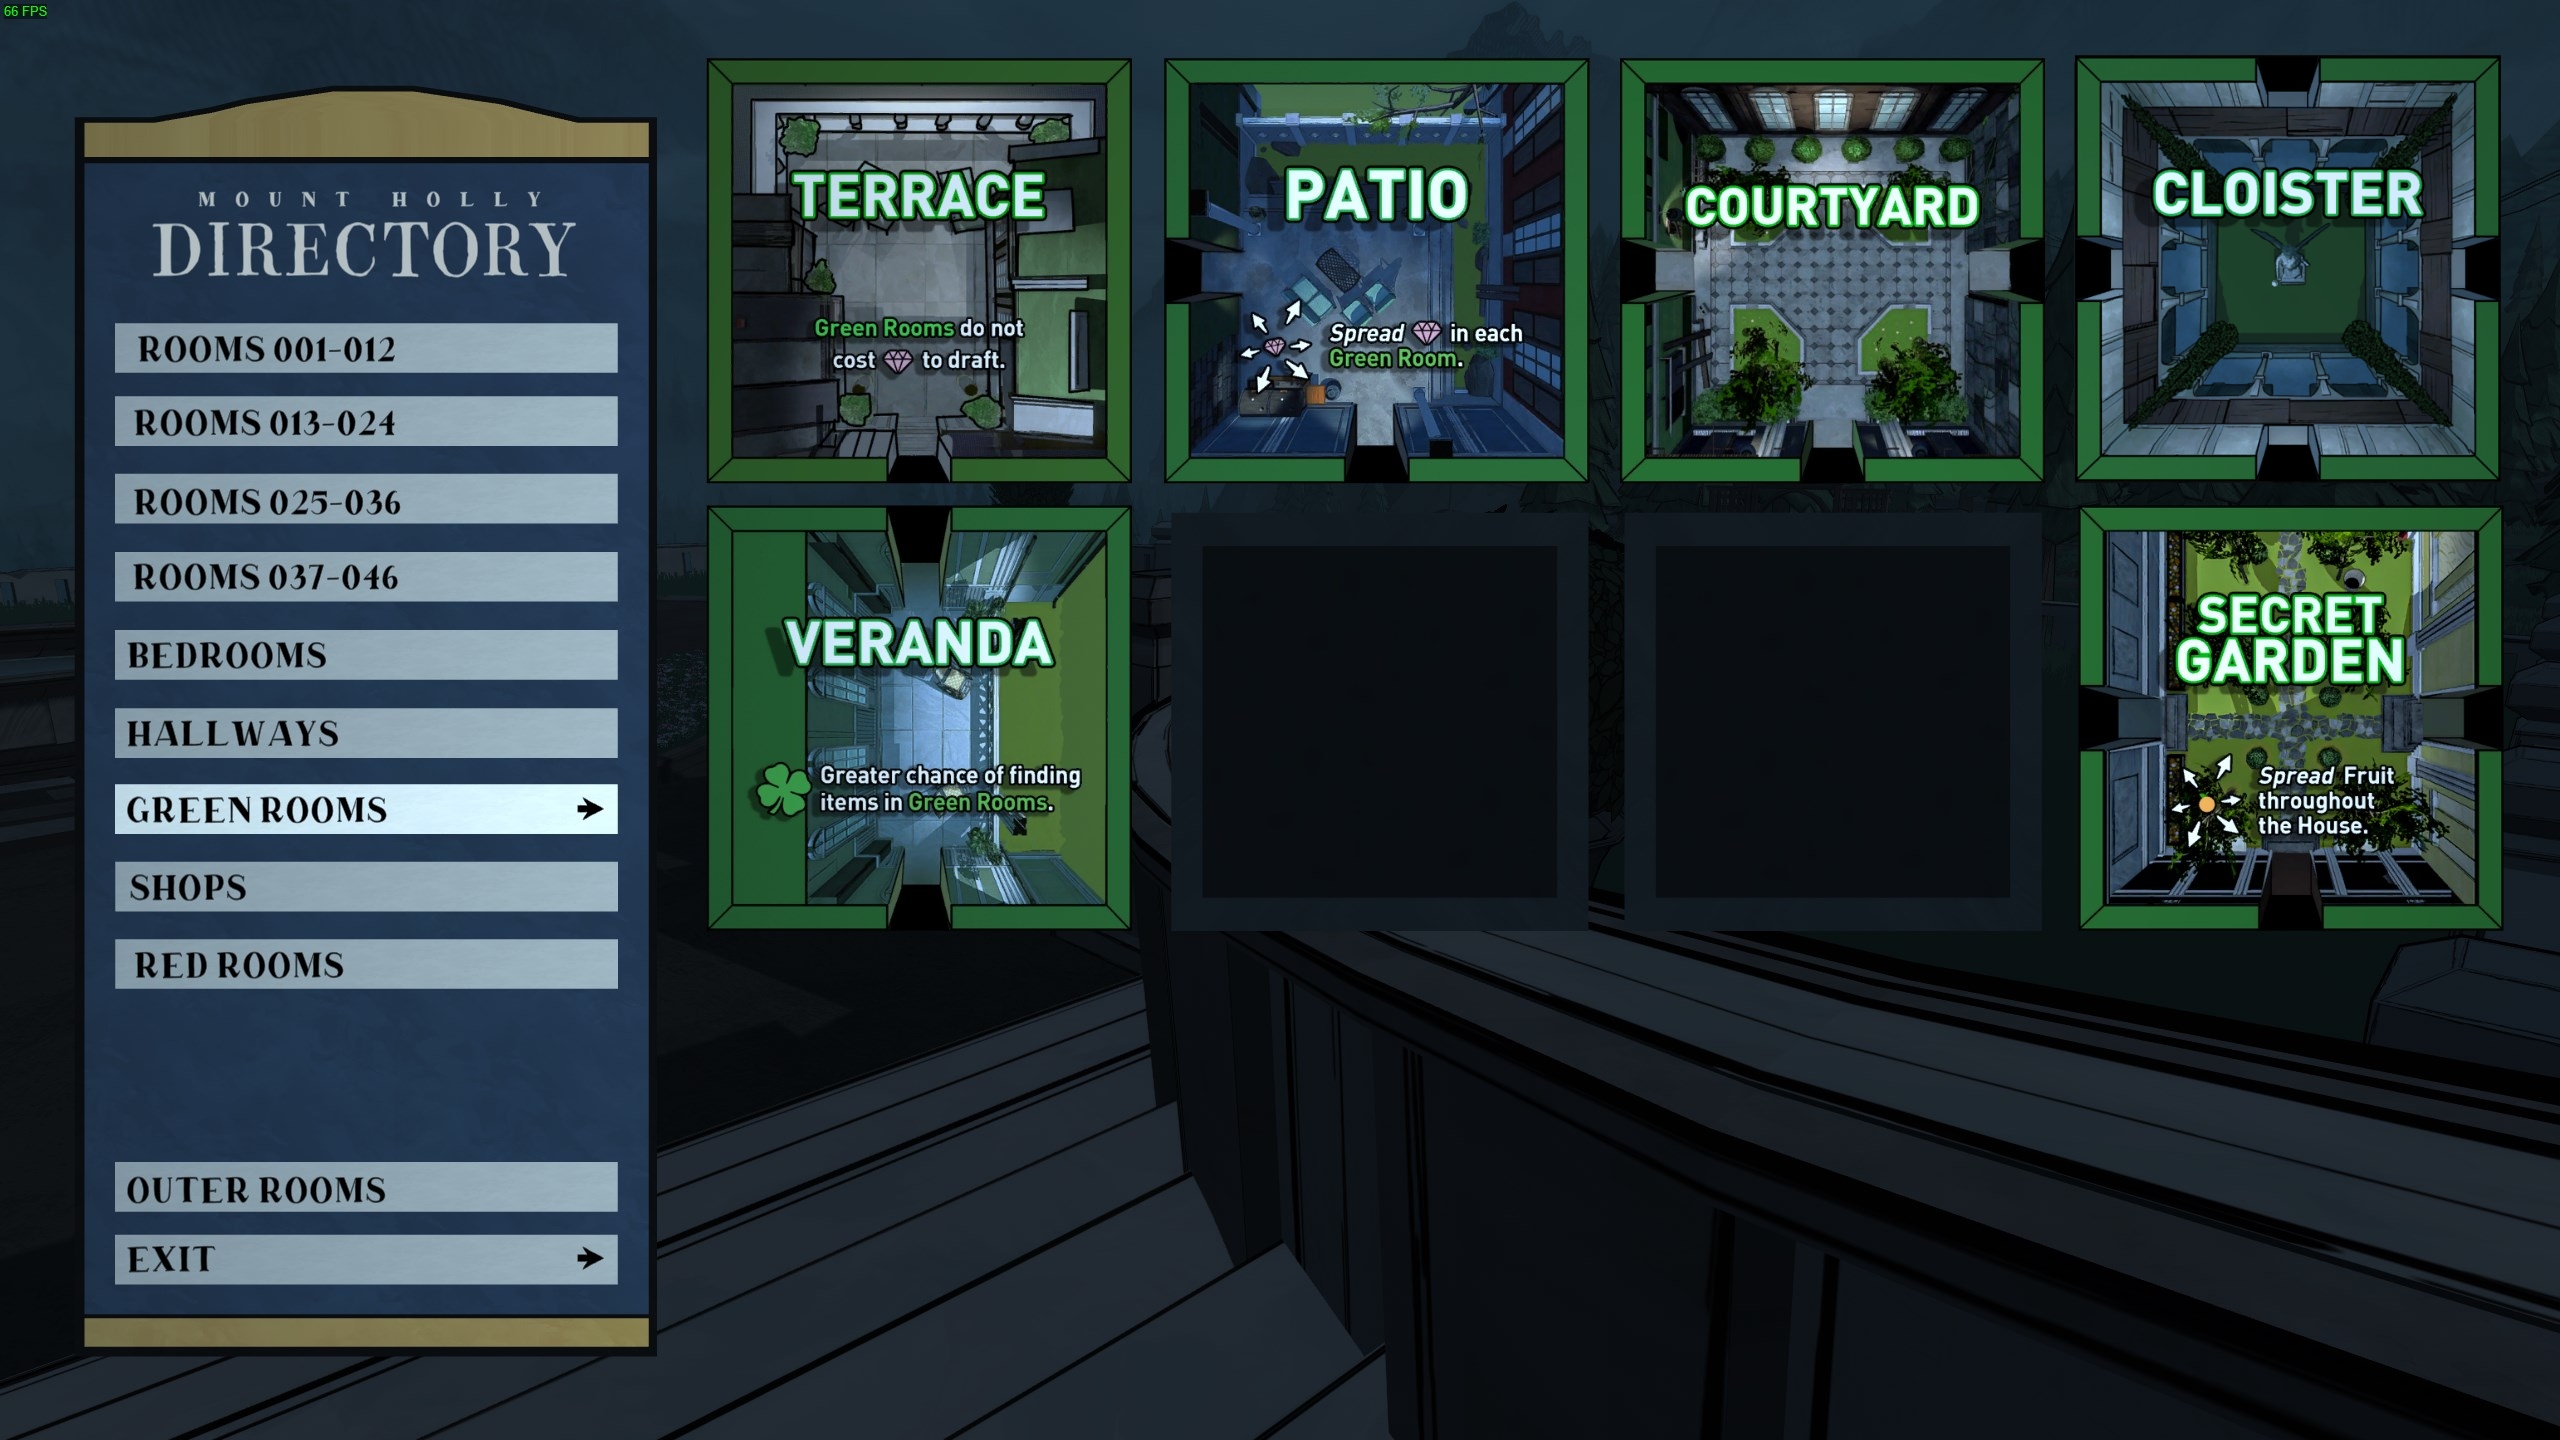 66 FPS
MOUNT HOLLY
DIRECTORY
ROOMS 001-012
ROOMS 013-024
ROOMS 025-036
ROOMS 037-046
BEDROOMS
HALLWAYS
GREEN ROOMS
SHOPS
RED ROOMS
OUTER ROOMS
EXIT
TERRACE
Green Rooms do not
cost to draft.
PATIO
Spread in each
Green Room.
COURTYARD
CLOISTER
VERANDA
Greater chance of finding
items in Green Rooms.
SECRET
GARDEN
Spread Fruit
throughout
the House.